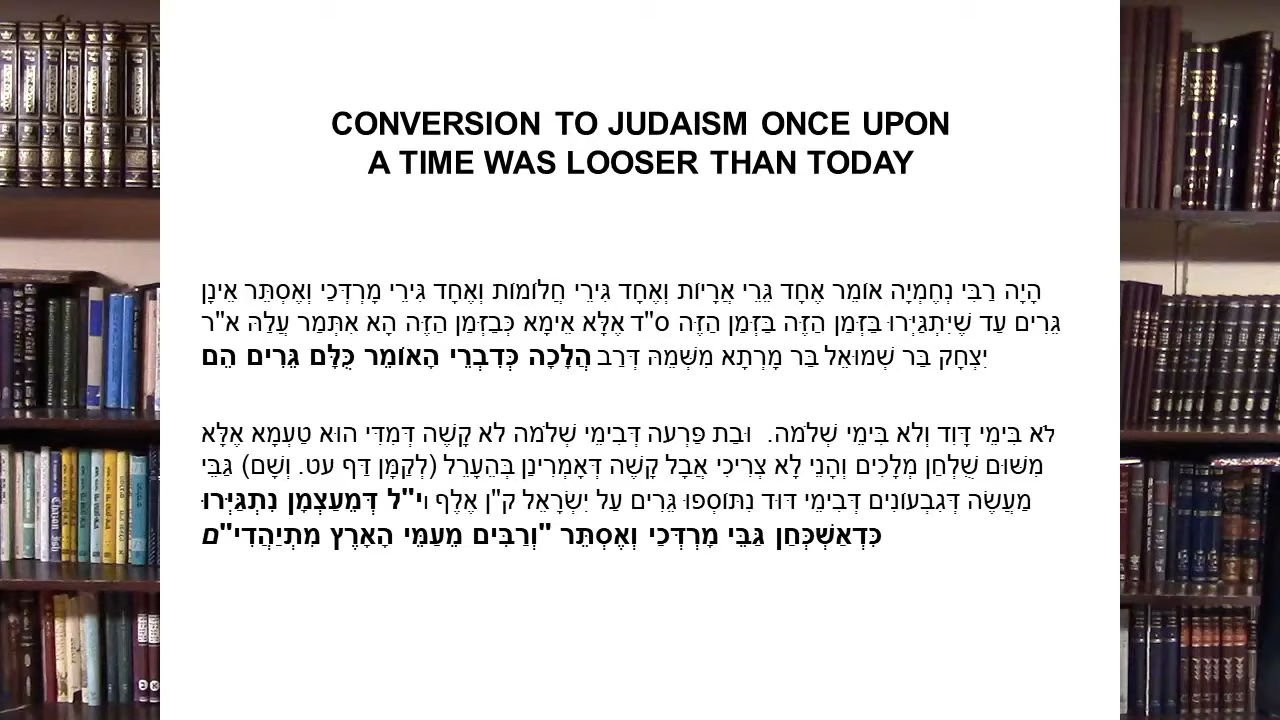 CONVERSION TO JUDAISM ONCE UPON
A TIME WAS LOOSER THAN TODAY
הָיָה רַבִּי נְחֶמְיָה אוֹמֵר אֶחָד גֵּרֵי אֲרָיוֹת וְאֶחָד גִּירֵי חֲלוֹמוֹת וְאֶחָד גִּירֵי מָרְדְּכַי וְאֶסְתֵּר אֵינָן
גֵּרִים עַד שֶׁיִּתְגַּיְּרוּ בַּזְּמַן הַזֶּה בַּזְּמַן הַזֶּה ס"ד אֶלָּא אֵימָא כְּבַזְּמַן הַזֶּה הָא אִתְּמַר עֲלַהּ א"ר
יִצְחָק בַּר שְׁמוּאֵל בַּר מָרְתָא מִשְּׁמֵהּ דְּרַב הֲלָכָה כְּדִבְרֵי הָאוֹמֵר כֻּלָּם גֵּרִים הֵם
לֹא בִּימֵי דָּוִד וְלֹא בִּימֵי שְׁלֹמֹה. וּבַת פַּרְעֹה דְּבִימֵי שְׁלֹמֹה לֹא קָשֶׁה דְּמִדִּי הוּא טַעְמָא אֶלָּא
מִשּׁוּם שֻׁלְחַן מְלָכִים וְהָנֵי לָא צְרִיכֵי אֲבָל קָשֶׁה דְּאָמְרִינַן בְּהֶעָרֵל (לְקַמָּן דַּף עט. וְשָׁם) גַּבֵּי
מַעֲשֶׂה דְּגִבְעוֹנִים דְּבִימֵי דּוּד נִתּוֹסְפוּ גֵּרִים עַל יִשְׂרָאֵל ק"ן אֶלֶף וי"ל דְּמֵעַצְמָן נִתְגַּיְּרוּ
כִּדְאַשְׁכְּחַן גַּבֵּי מָרְדְּכַי וְאֶסְתֵּר "וְרַבִּים מֵעַמֵּי הָאָרֶץ מִתְיַהֲדִי"ם